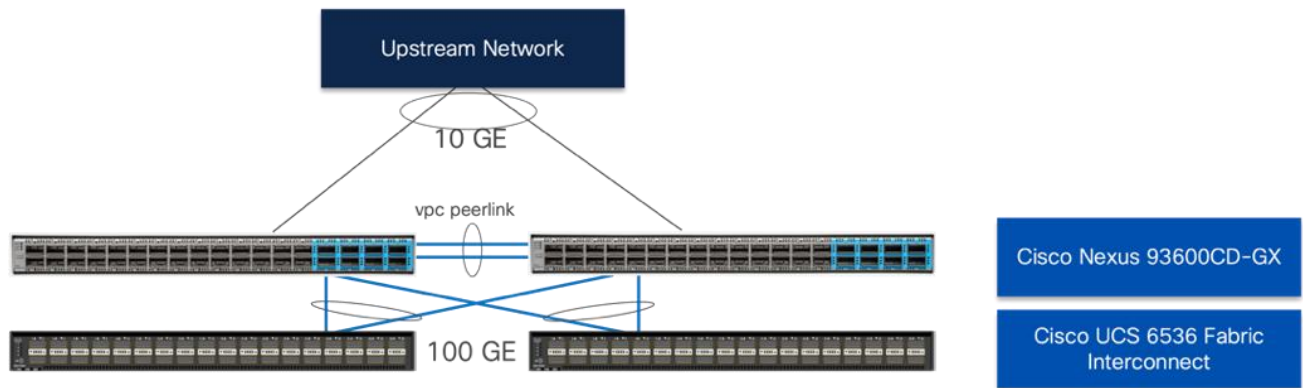 Upstream Network
10 GE
vpc peerlink
Cisco Nexus 93600CD-GX
100 GE
Cisco UCS 6536 Fabric
Interconnect